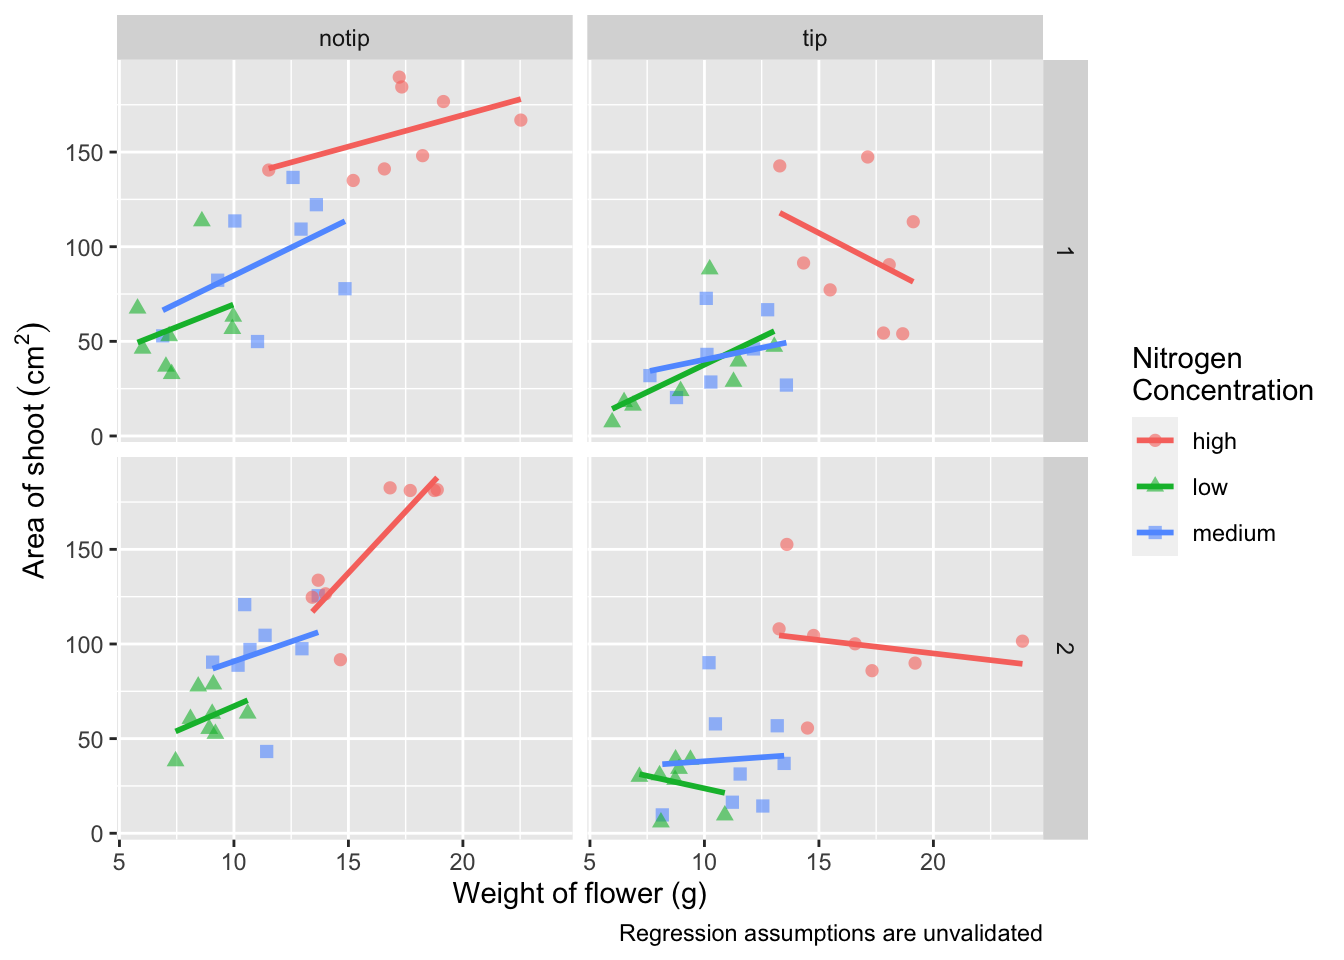 notip
tip
150
100
50
0
1
150
100
50
0
2
5
10
15
20
5
10
15
20
Area of shoot (cm²)
Weight of flower (g)
Regression assumptions are unvalidated
Nitrogen
Concentration
high
low
medium